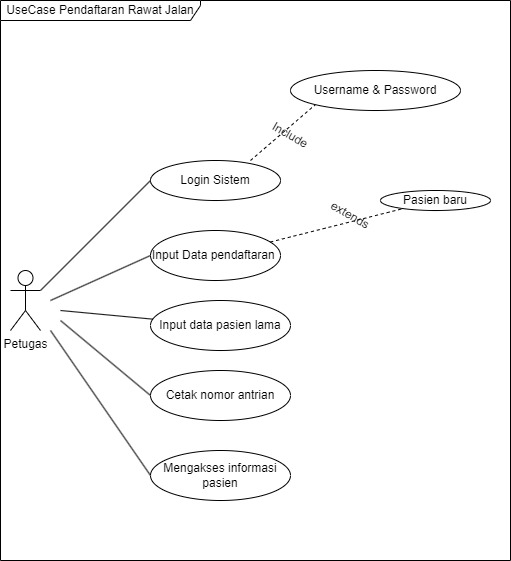 UseCase Pendaftaran Rawat Jalan
Username & Password
Include
Login Sistem
Pasien baru
extends
Input Data pendaftaran
Input data pasien lama
Petugas
Cetak nomor antrian
Mengakses informasi
pasien